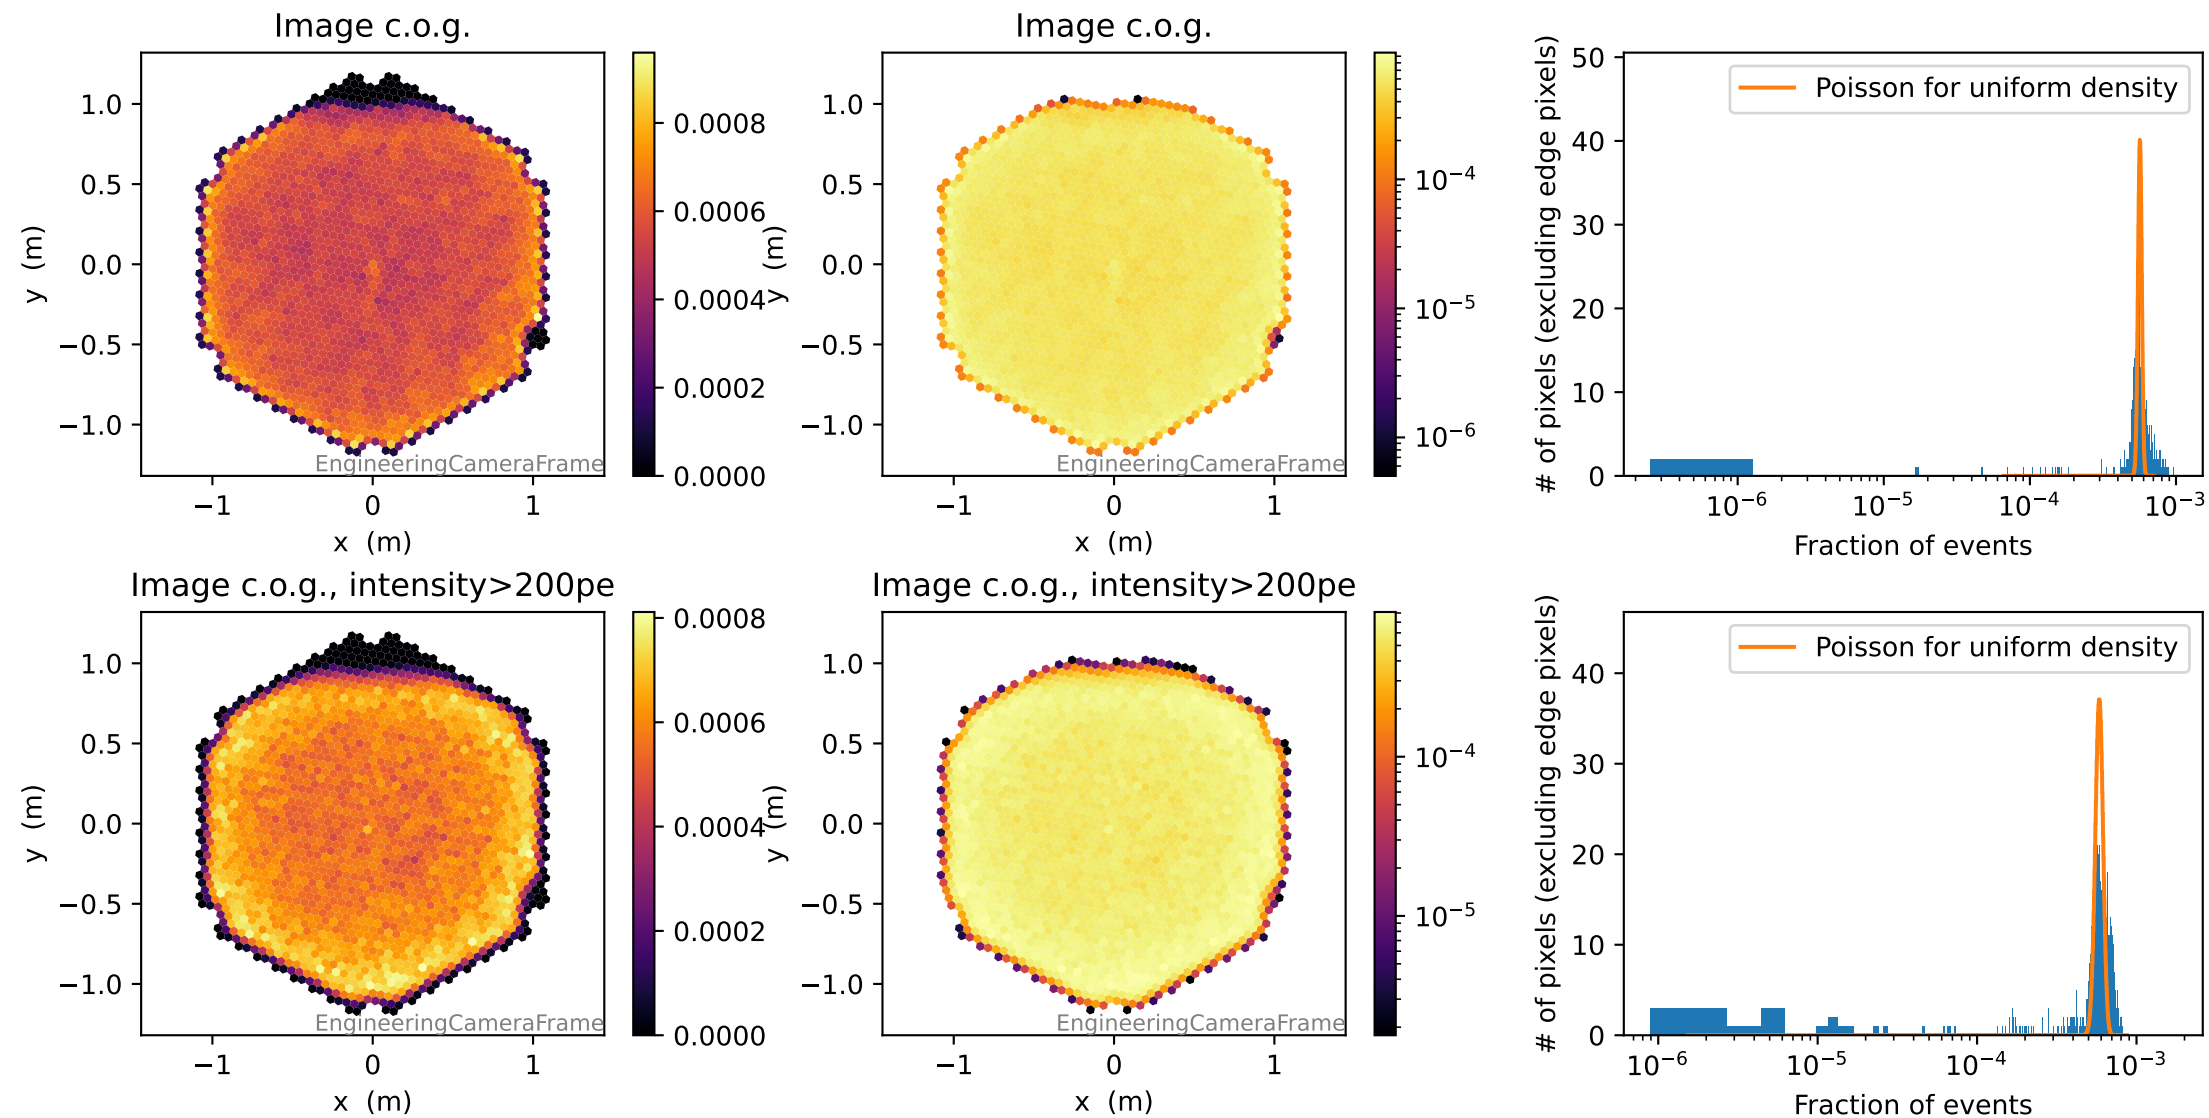 Image c.o.g.
y (m)
1.0
0.5
0.0
−0.5
−1.0
−1 0 1
x (m)
EngineeringCameraFrame
0.0008
0.0006
0.0004
0.0002
0.0000
Image c.o.g.
y (m)
1.0
0.5
0.0
−0.5
−1.0
−1 0 1
x (m)
EngineeringCameraFrame
10⁻⁴
10⁻⁵
10⁻⁶
# of pixels (excluding edge pixels)
50
40
30
20
10
0
Poisson for uniform density
10⁻⁶ 10⁻⁵ 10⁻⁴ 10⁻³
Fraction of events
Image c.o.g., intensity>200pe
y (m)
1.0
0.5
0.0
−0.5
−1.0
−1 0 1
x (m)
EngineeringCameraFrame
0.0008
0.0006
0.0004
0.0002
0.0000
Image c.o.g., intensity>200pe
y (m)
1.0
0.5
0.0
−0.5
−1.0
−1 0 1
x (m)
EngineeringCameraFrame
10⁻⁴
10⁻⁵
# of pixels (excluding edge pixels)
40
30
20
10
0
Poisson for uniform density
10⁻⁶ 10⁻⁵ 10⁻⁴ 10⁻³
Fraction of events